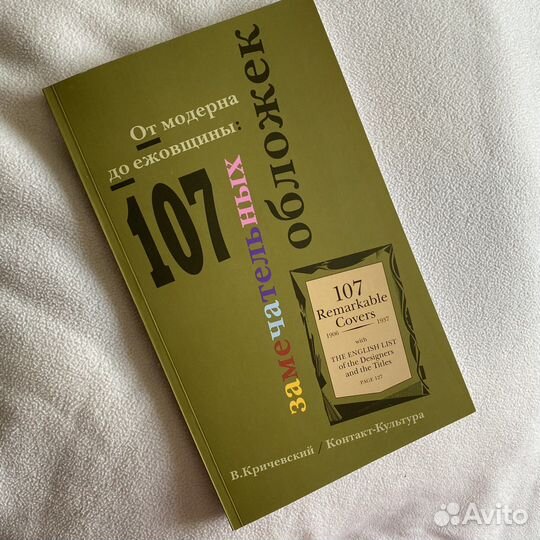 От модерна
до ежовщины:
107
замечательных
обложек
107
Remarkable
Covers
1906 1937
with
THE ENGLISH LIST
of the Designers
and the Titles
PAGE 127
В.Кричевский / Контакт-Культура
Avito